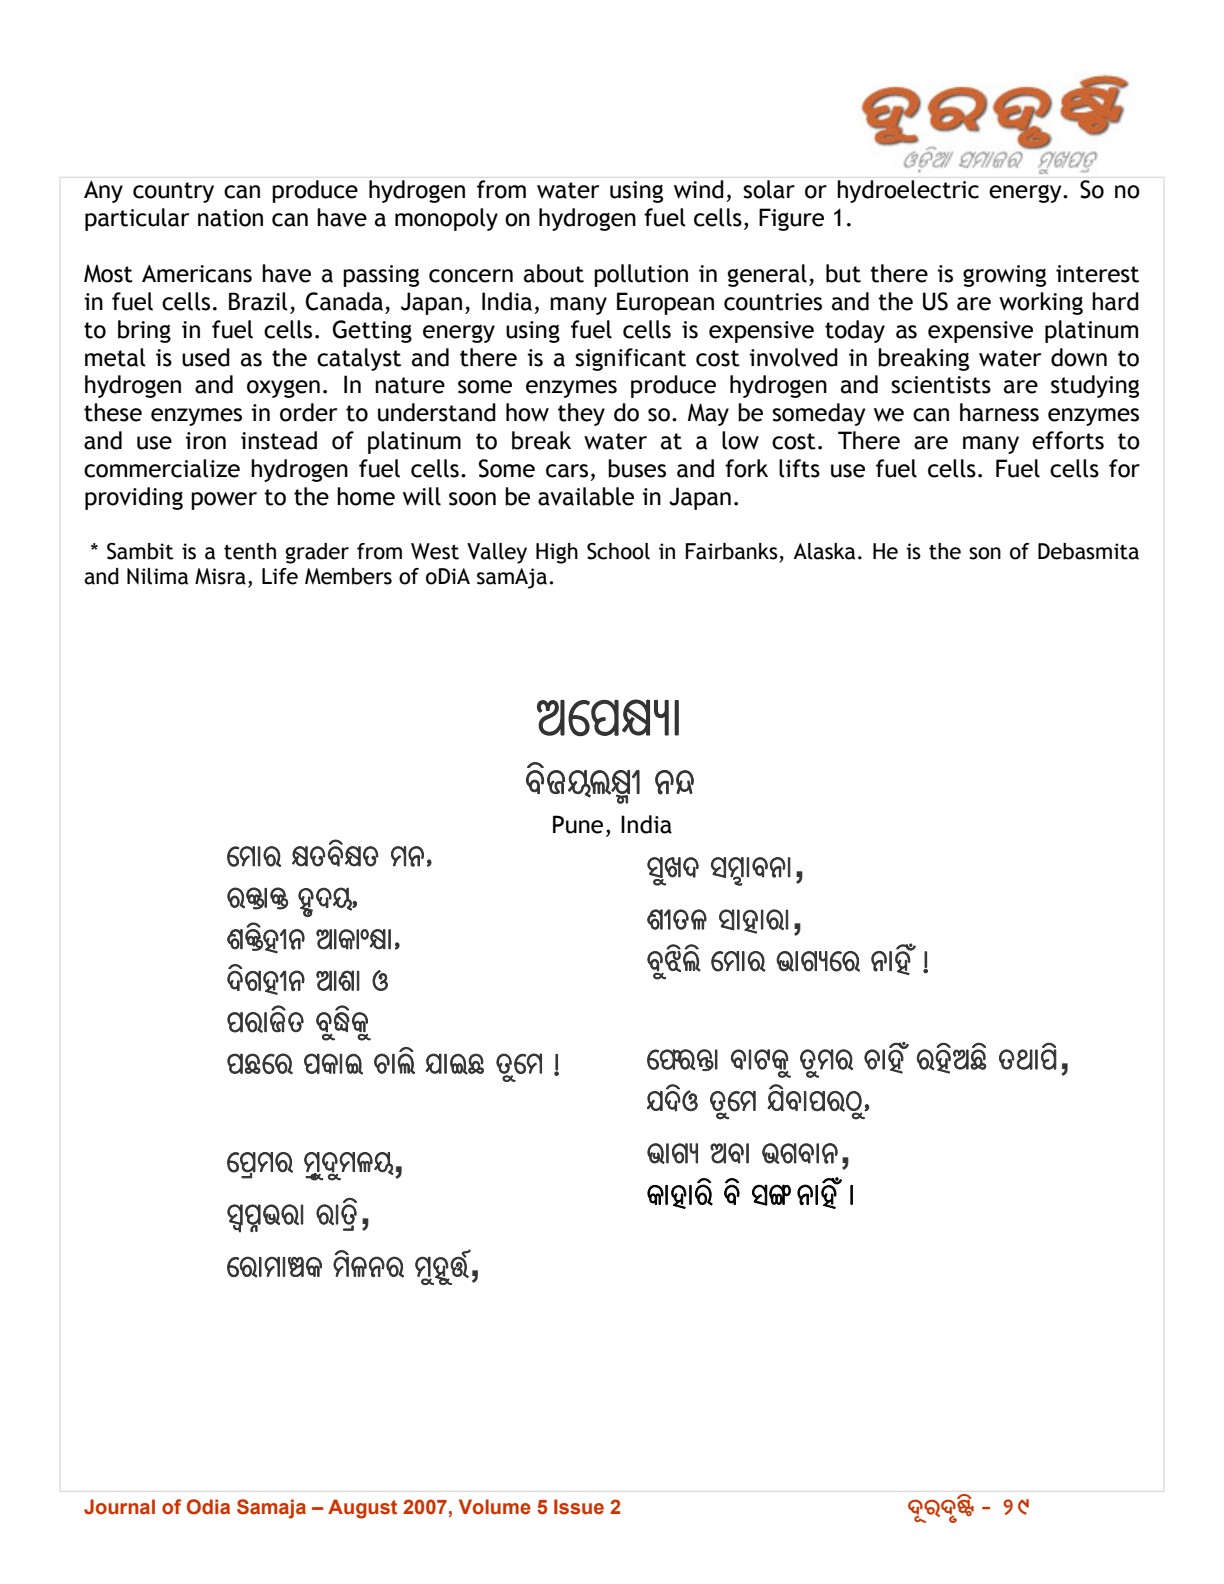 ଦୁରଦୃଷ୍ଟି
ଓଡ଼ିଆ ସମାଜର ମୁଖପତ୍ର
Any country can produce hydrogen from water using wind, solar or hydroelectric energy. So no
particular nation can have a monopoly on hydrogen fuel cells, Figure 1.
Most Americans have a passing concern about pollution in general, but there is growing interest
in fuel cells. Brazil, Canada, Japan, India, many European countries and the US are working hard
to bring in fuel cells. Getting energy using fuel cells is expensive today as expensive platinum
metal is used as the catalyst and there is a significant cost involved in breaking water down to
hydrogen and oxygen. In nature some enzymes produce hydrogen and scientists are studying
these enzymes in order to understand how they do so. May be someday we can harness enzymes
and use iron instead of platinum to break water at a low cost. There are many efforts to
commercialize hydrogen fuel cells. Some cars, buses and fork lifts use fuel cells. Fuel cells for
providing power to the home will soon be available in Japan.
* Sambit is a tenth grader from West Valley High School in Fairbanks, Alaska. He is the son of Debasmita
and Nilima Misra, Life Members of oDiA samAja.
ଅପେକ୍ଷ୍ୟା
ବିଜୟଲକ୍ଷ୍ମୀ ନନ୍ଦ
Pune, India
ମୋର କ୍ଷତବିକ୍ଷତ ମନ,
ରକ୍ତାକ୍ତ ହୃଦୟ,
ଶକ୍ତିହୀନ ଆକାଂକ୍ଷା,
ଦିଗହୀନ ଆଶା ଓ
ପରାଜିତ ବୁଦ୍ଧିକୁ
ପଛରେ ପକାଇ ଚାଲି ଯାଇଛ ତୁମେ !
ପ୍ରେମର ମୃଦୁମଳୟ,
ସ୍ୱପ୍ନଭରା ରାତ୍ରି,
ରୋମାଞ୍ଚକ ମିଳନର ମୁହୂର୍ତ୍ତ,
ସୁଖଦ ସମ୍ଭାବନା,
ଶୀତଳ ସାହାରା,
ବୁଝିଲି ମୋର ଭାଗ୍ୟରେ ନାହିଁ !
ଫେରନ୍ତା ବାଟକୁ ତୁମର ଚାହିଁ ରହିଅଛି ତଥାପି,
ଯଦିଓ ତୁମେ ଯିବାପରଠୁ,
ଭାଗ୍ୟ ଅବା ଭଗବାନ,
କାହାରି ବି ସଙ୍ଗ ନାହିଁ ।
Journal of Odia Samaja – August 2007, Volume 5 Issue 2 ଦୂରଦୃଷ୍ଟି - ୨୯